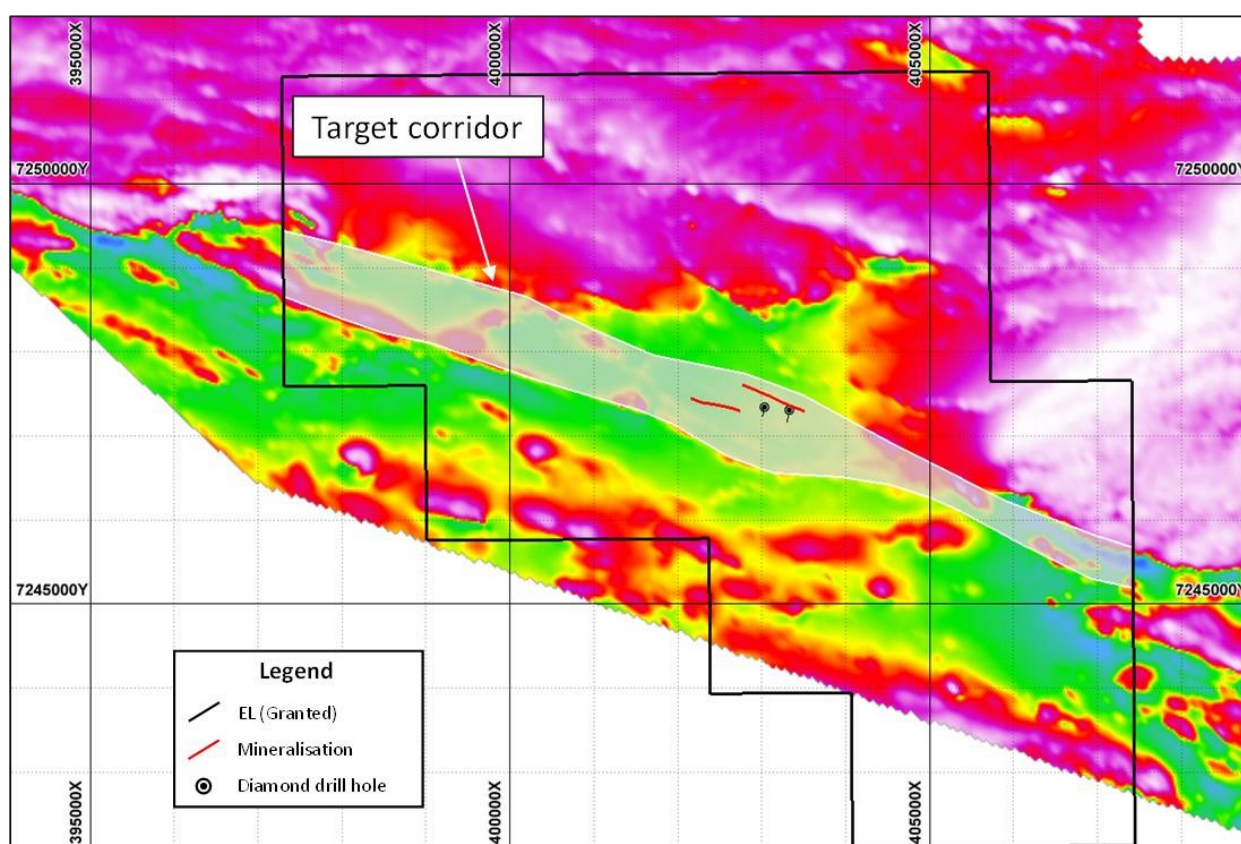 395000X
400000X
405000X
Target corridor
7250000Y
7250000Y
7245000Y
7245000Y
Legend
EL (Granted)
Mineralisation
Diamond drill hole
395000X
400000X
405000X